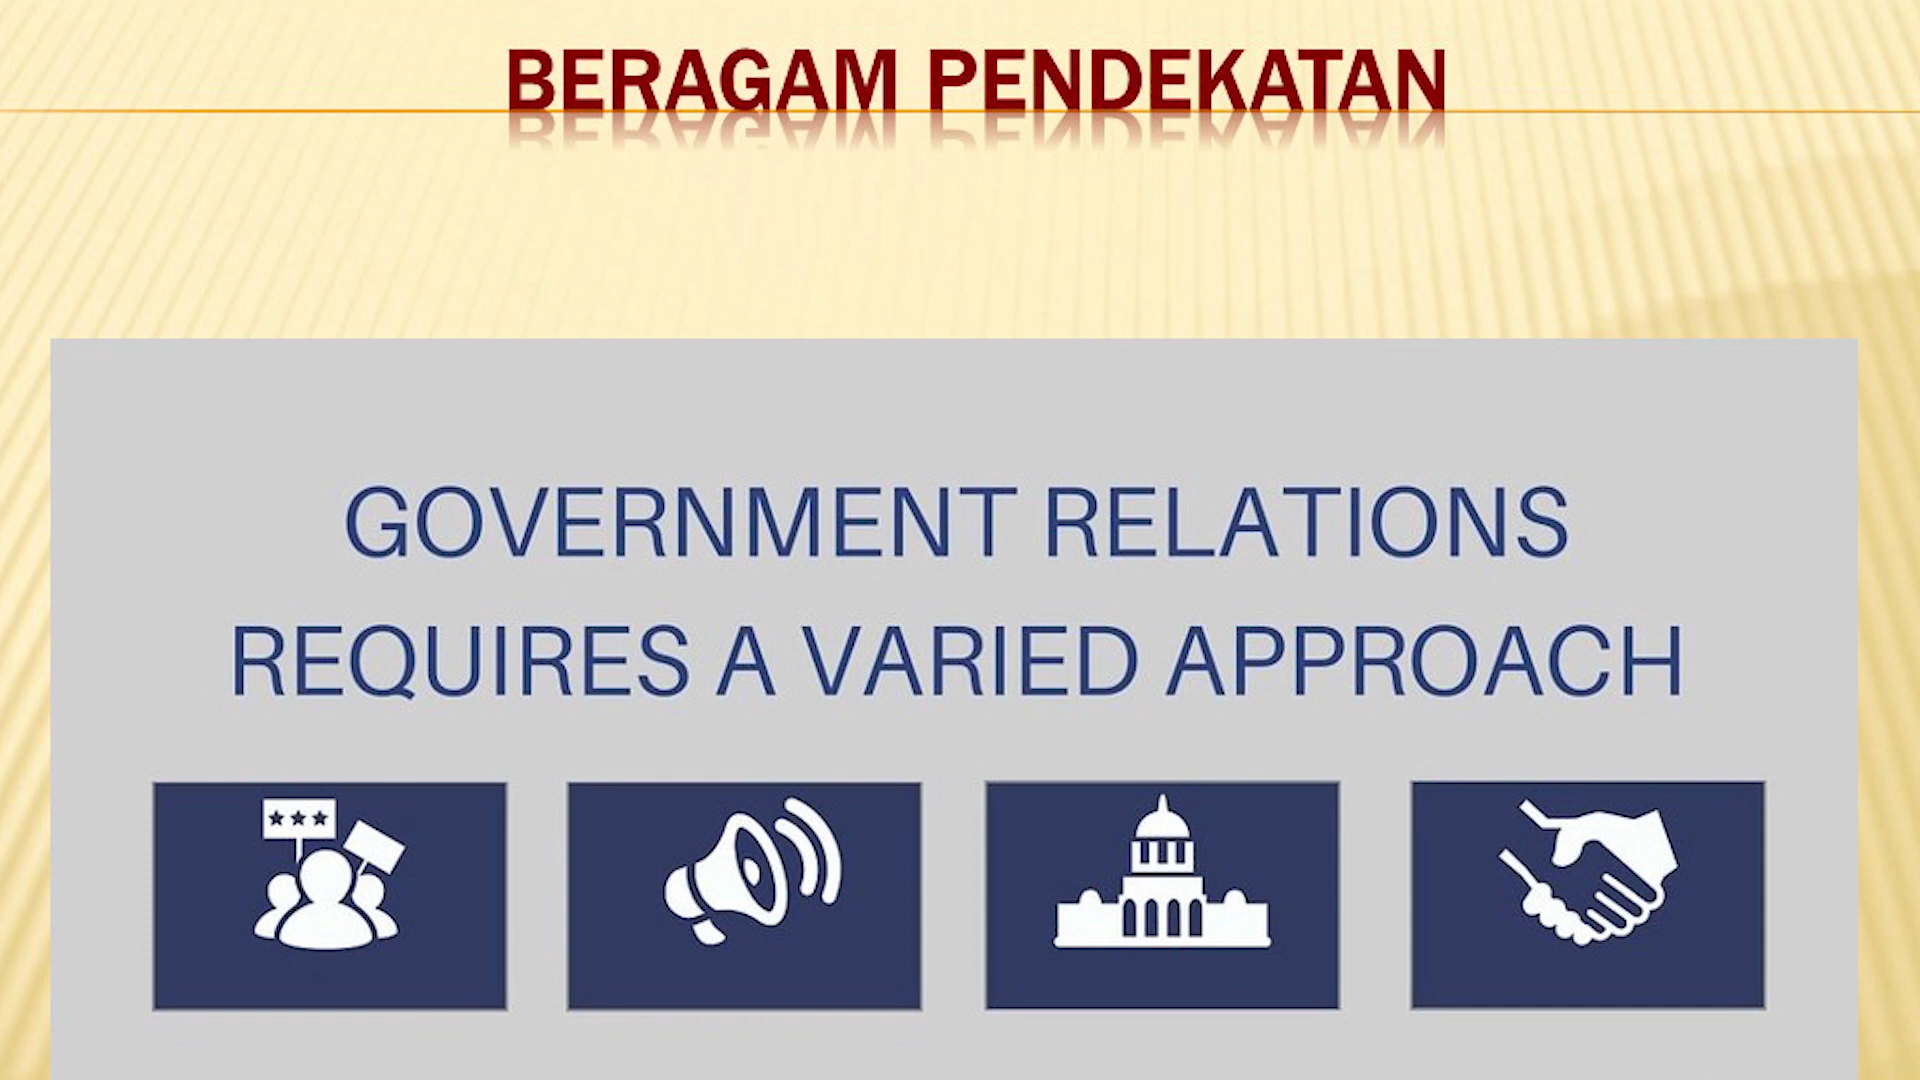 BERAGAM PENDEKATAN
GOVERNMENT RELATIONS
REQUIRES A VARIED APPROACH